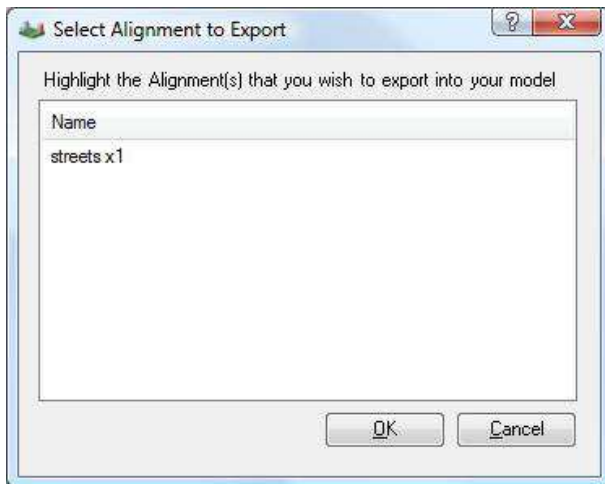 Select Alignment to Export
Highlight the Alignment(s) that you wish to export into your model
Name
streets x1
OK
Cancel